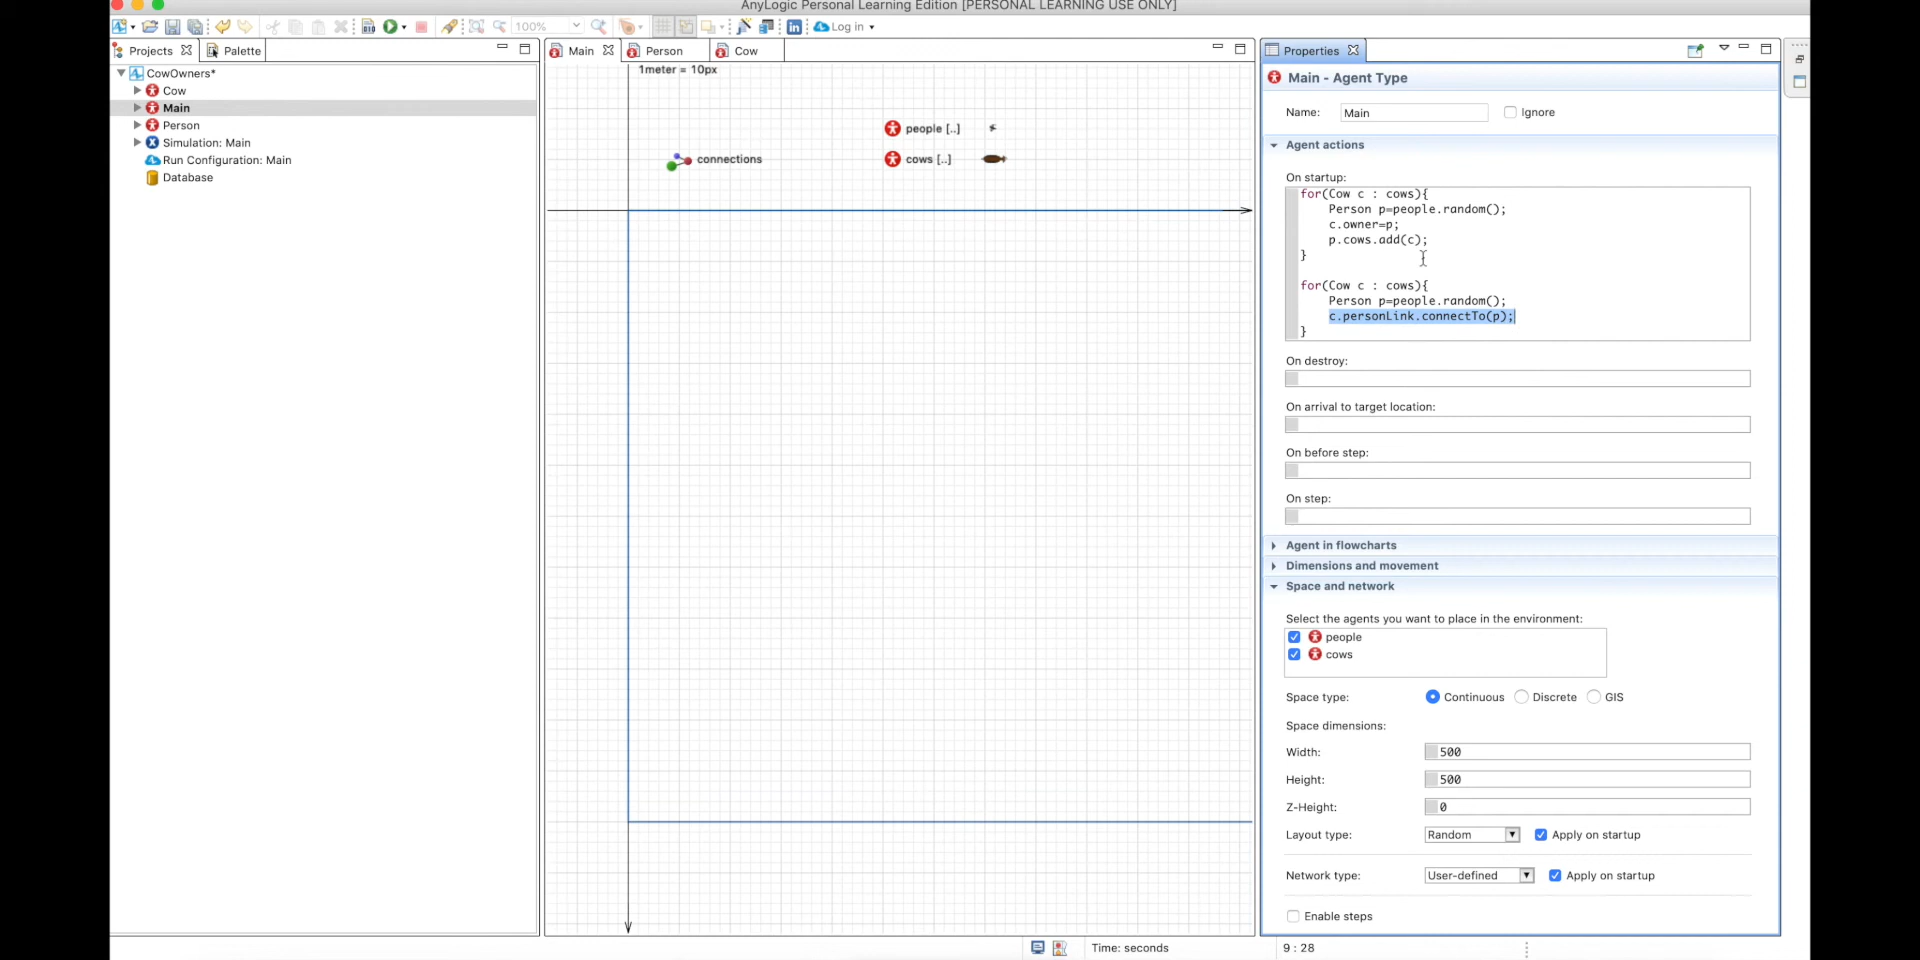 AnyLogic Personal Learning Edition [PERSONAL LEARNING USE ONLY]
100%
Log in
Projects
Palette
Main
Person
Cow
Properties
CowOwners*
Cow
Main
Person
Simulation: Main
Run Configuration: Main
Database
1meter = 10px
people [..]
connections
cows [..]
Main - Agent Type
Name:
Main
Ignore
Agent actions
On startup:
for(Cow c : cows){
Person p=people.random();
c.owner=p;
p.cows.add(c);
}
for(Cow c : cows){
Person p=people.random();
c.personLink.connectTo(p);
}
On destroy:
On arrival to target location:
On before step:
On step:
Agent in flowcharts
Dimensions and movement
Space and network
Select the agents you want to place in the environment:
people
cows
Space type:
Continuous
Discrete
GIS
Space dimensions:
Width:
500
Height:
500
Z-Height:
0
Layout type:
Random
Apply on startup
Network type:
User-defined
Apply on startup
Enable steps
Time: seconds
9 : 28